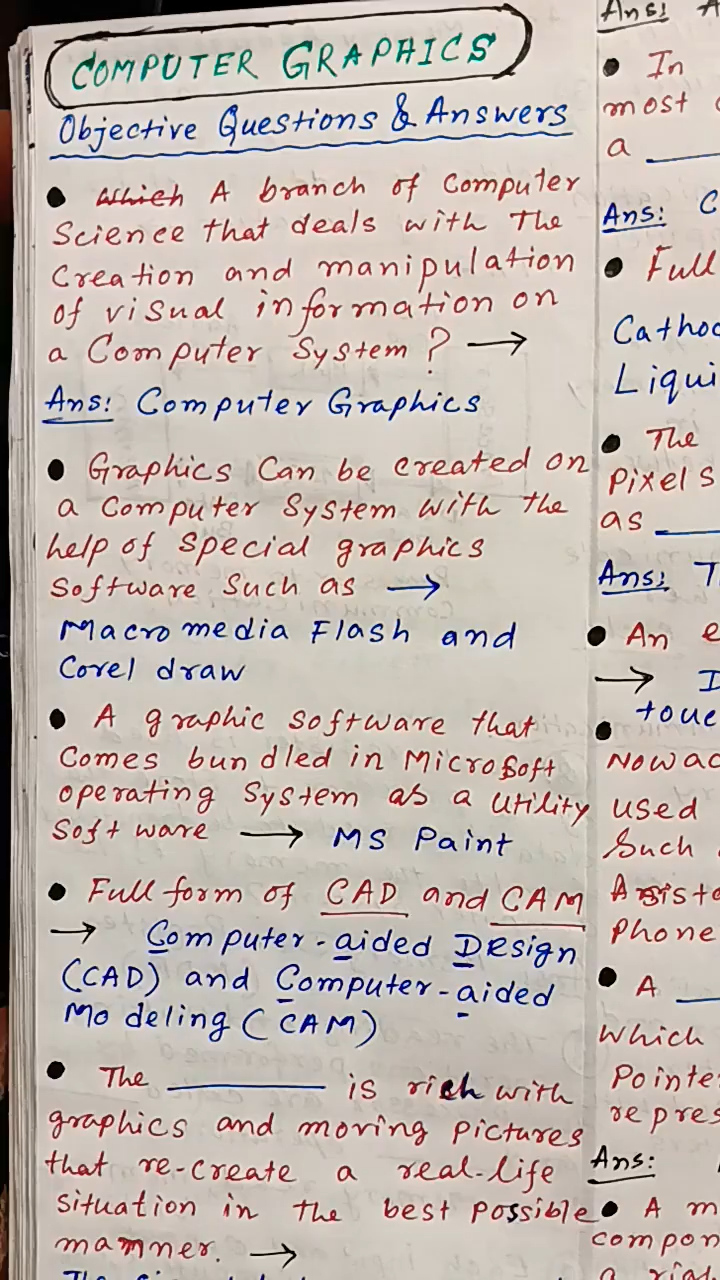 COMPUTER GRAPHICS
Objective Questions & Answers
• Which A branch of Computer
Science that deals with The
Creation and manipulation
of visual information on
a Computer System ? →
Ans: Computer Graphics
• Graphics Can be created on
a Computer System with the
help of special graphics
Software Such as →
Macromedia Flash and
Corel draw
• A graphic software that
Comes bundled in Microsoft
operating System as a Utility
Software → MS Paint
• Full form of CAD and CAM
→ Computer-aided Design
(CAD) and Computer-aided
Modeling (CAM)
• The ________ is rich with
graphics and moving pictures
that re-create a real-life
situation in the best possible
manner. →
Ans:
• In
most
a ____
Ans: C
• Full
Cathoc
Liqui
• The
Pixels
as ____
Ans: T
• An e
→ I
toue
•
Nowad
used
Such
Assista
Phone
• A ____
Which
Pointe
repres
Ans:
• A m
compon